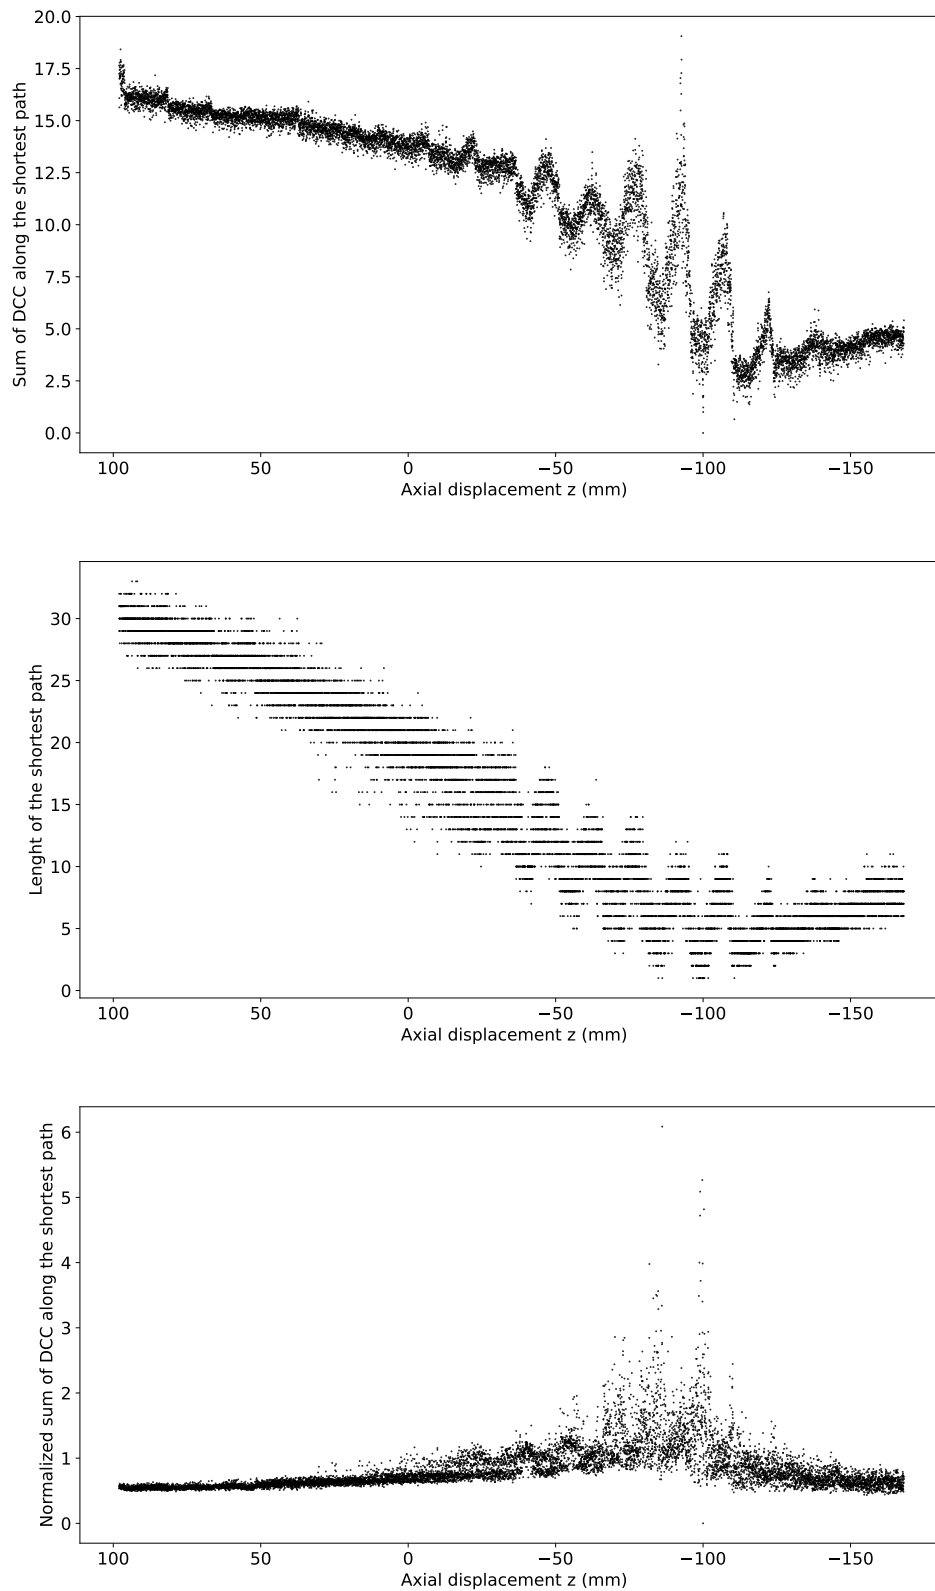 20.0
17.5
15.0
12.5
10.0
7.5
5.0
2.5
0.0
Sum of DCC along the shortest path
100 50 0 −50 −100 −150
Axial displacement z (mm)
30
25
20
15
10
5
0
Lenght of the shortest path
100 50 0 −50 −100 −150
Axial displacement z (mm)
6
5
4
3
2
1
0
Normalized sum of DCC along the shortest path
100 50 0 −50 −100 −150
Axial displacement z (mm)